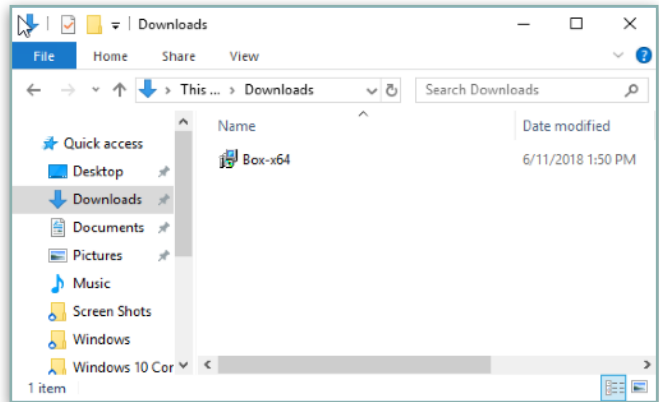 Downloads
File Home Share View
This ... Downloads Search Downloads
Name Date modified
Quick access
Desktop
Downloads
Documents
Pictures
Music
Screen Shots
Windows
Windows 10 Cor
Box-x64 6/11/2018 1:50 PM
1 item